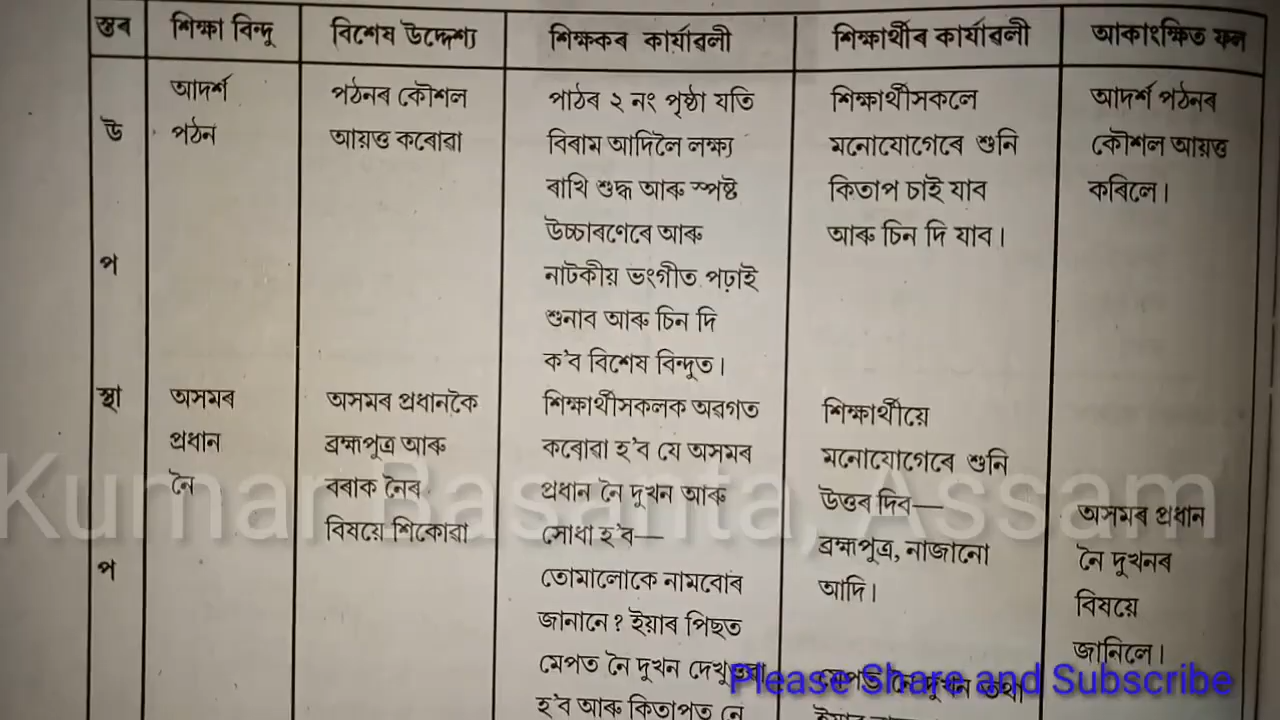 স্তৰ শিক্ষা বিন্দু বিশেষ উদ্দেশ্য শিক্ষকৰ কাৰ্যাৱলী শিক্ষাৰ্থীৰ কাৰ্যাৱলী আকাংক্ষিত ফল
আদৰ্শ পঠনৰ কৌশল পাঠৰ ২ নং পৃষ্ঠা যতি শিক্ষাৰ্থীসকলে আদৰ্শ পঠনৰ
উ পঠন আয়ত্ত কৰোৱা বিৰাম আদিলৈ লক্ষ্য মনোযোগেৰে শুনি কৌশল আয়ত্ত
ৰাখি শুদ্ধ আৰু স্পষ্ট কিতাপ চাই যাব কৰিলে।
উচ্চাৰণেৰে আৰু আৰু চিন দি যাব।
প নাটকীয় ভংগীত পঢ়াই
শুনাব আৰু চিন দি
ক'ব বিশেষ বিন্দুত।
স্থা অসমৰ অসমৰ প্ৰধানকৈ শিক্ষাৰ্থীসকলক অৱগত শিক্ষাৰ্থীয়ে
প্ৰধান ব্ৰহ্মপুত্ৰ আৰু কৰোৱা হ'ব যে অসমৰ মনোযোগেৰে শুনি
নৈ বৰাক নৈৰ প্ৰধান নৈ দুখন আৰু উত্তৰ দিব— অসমৰ প্ৰধান
বিষয়ে শিকোৱা সোধা হ'ব— ব্ৰহ্মপুত্ৰ, নাজানো নৈ দুখনৰ
প তোমালোকে নামবোৰ আদি। বিষয়ে
জানানে? ইয়াৰ পিছত জানিলে।
মেপত নৈ দুখন
হ'ব আৰু কিতাপত
Kumar Basanta, Assam
Please Share and Subscribe